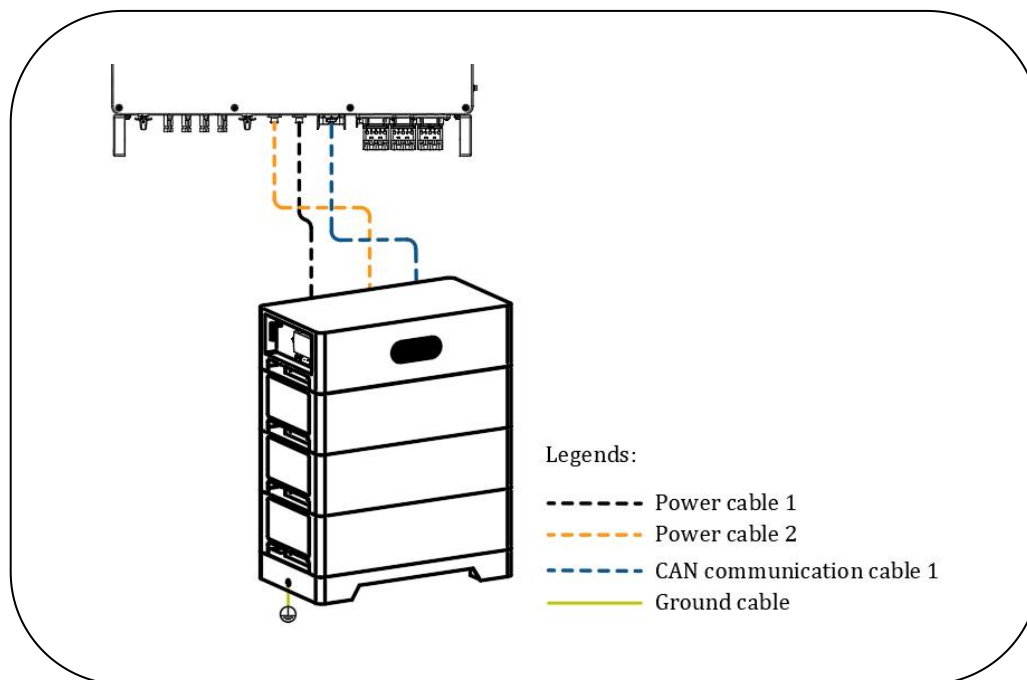 Legends:
Power cable 1
Power cable 2
CAN communication cable 1
Ground cable